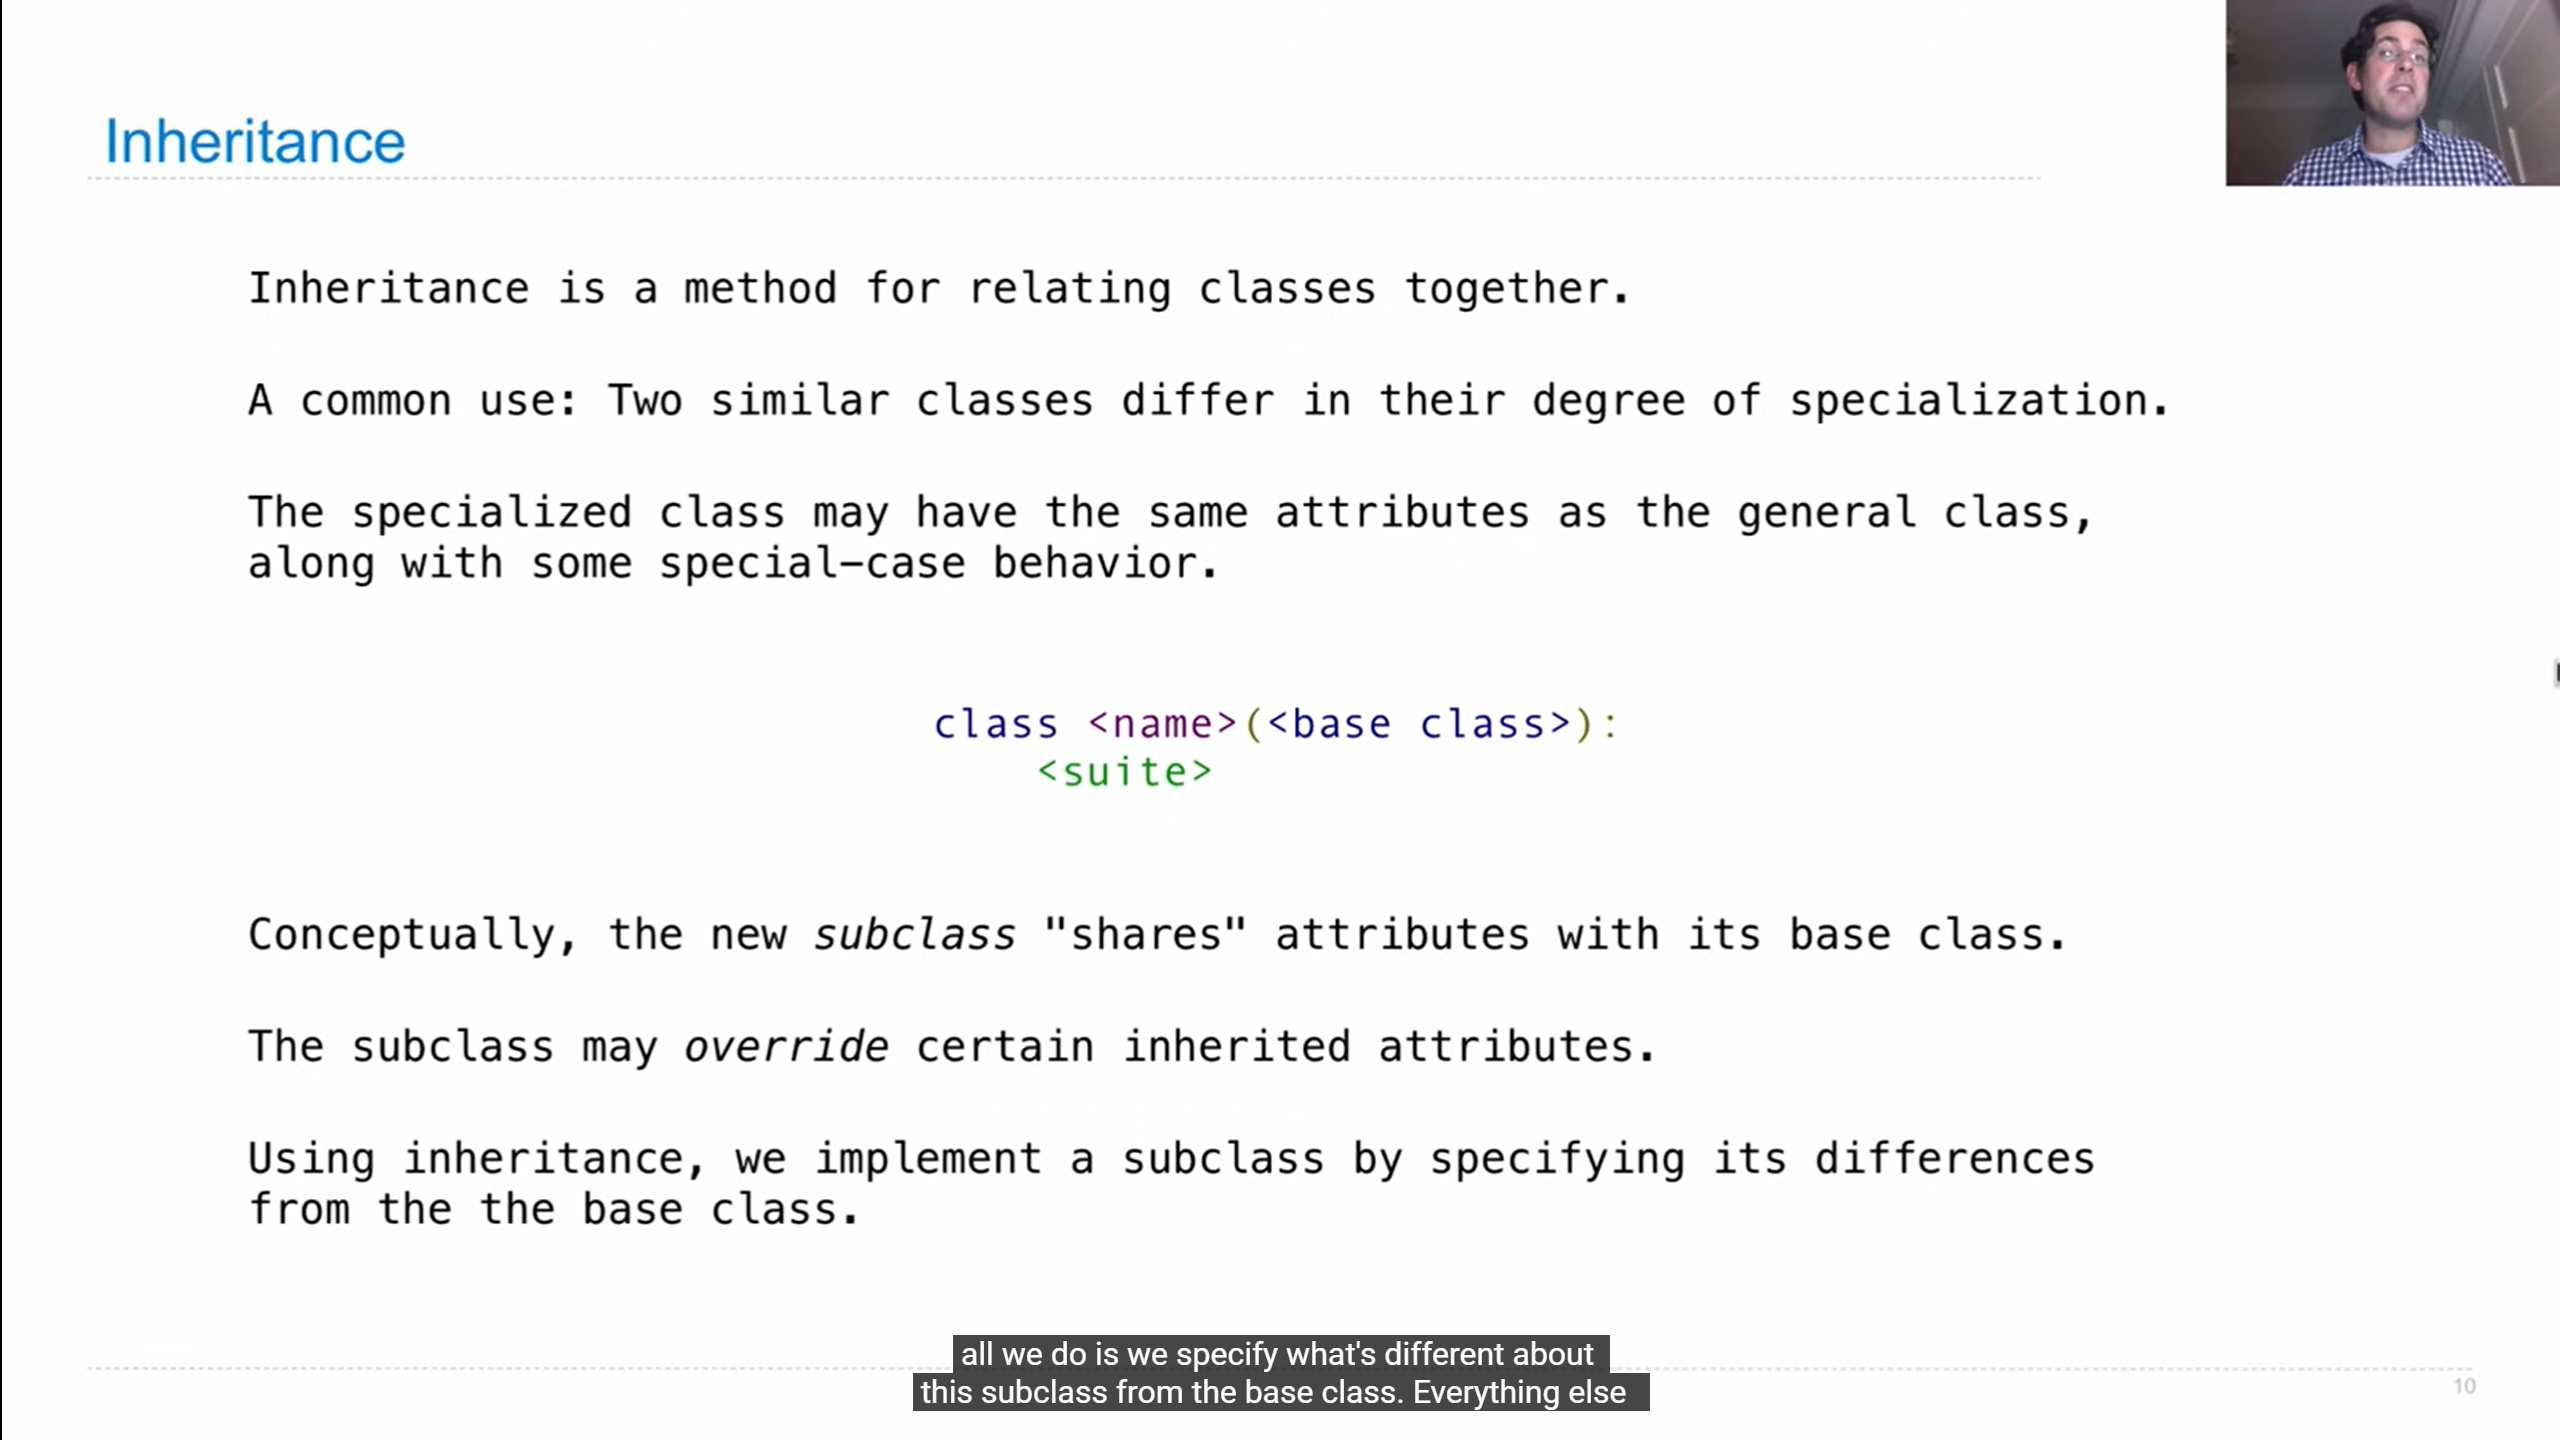 Inheritance
Inheritance is a method for relating classes together.
A common use: Two similar classes differ in their degree of specialization.
The specialized class may have the same attributes as the general class,
along with some special-case behavior.
class <name>(<base class>):
<suite>
Conceptually, the new subclass "shares" attributes with its base class.
The subclass may override certain inherited attributes.
Using inheritance, we implement a subclass by specifying its differences
from the the base class.
all we do is we specify what's different about
this subclass from the base class. Everything else
10